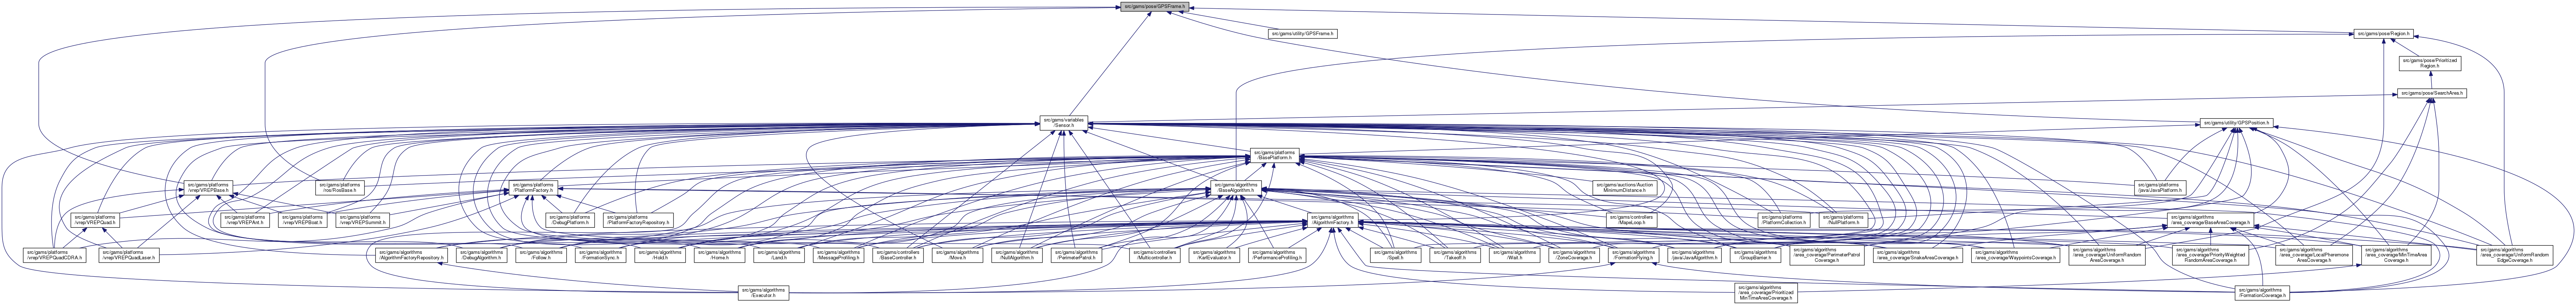 src/gams/pose/GPSFrame.h
src/gams/utility/GPSFrame.h
src/gams/pose/Region.h
src/gams/pose/Prioritized
Region.h
src/gams/pose/SearchArea.h
src/gams/variables
/Sensor.h
src/gams/utility/GPSPosition.h
src/gams/platforms
/BasePlatform.h
src/gams/platforms
/vrep/VREPBase.h
src/gams/platforms
/ros/RosBase.h
src/gams/platforms
/PlatformFactory.h
src/gams/algorithms
/BaseAlgorithm.h
src/gams/auctions/Auction
MinimumDistance.h
src/gams/platforms
/java/JavaPlatform.h
src/gams/platforms
/vrep/VREPQuad.h
src/gams/platforms
/vrep/VREPAnt.h
src/gams/platforms
/vrep/VREPBoat.h
src/gams/platforms
/vrep/VREPSummit.h
src/gams/platforms
/DebugPlatform.h
src/gams/platforms
/PlatformFactoryRepository.h
src/gams/algorithms
/AlgorithmFactory.h
src/gams/controllers
/MapeLoop.h
src/gams/platforms
/PlatformCollection.h
src/gams/platforms
/NullPlatform.h
src/gams/algorithms
/area_coverage/BaseAreaCoverage.h
src/gams/platforms
/vrep/VREPQuadCDRA.h
src/gams/platforms
/vrep/VREPQuadLaser.h
src/gams/algorithms
/AlgorithmFactoryRepository.h
src/gams/algorithms
/DebugAlgorithm.h
src/gams/algorithms
/Follow.h
src/gams/algorithms
/FormationSync.h
src/gams/algorithms
/Hold.h
src/gams/algorithms
/Home.h
src/gams/algorithms
/Land.h
src/gams/algorithms
/MessageProfiling.h
src/gams/controllers
/BaseController.h
src/gams/algorithms
/Move.h
src/gams/algorithms
/NullAlgorithm.h
src/gams/algorithms
/PerimeterPatrol.h
src/gams/controllers
/Multicontroller.h
src/gams/algorithms
/KarlEvaluator.h
src/gams/algorithms
/PerformanceProfiling.h
src/gams/algorithms
/Spell.h
src/gams/algorithms
/Takeoff.h
src/gams/algorithms
/Wait.h
src/gams/algorithms
/ZoneCoverage.h
src/gams/algorithms
/FormationFlying.h
src/gams/algorithms
/java/JavaAlgorithm.h
src/gams/algorithms
/GroupBarrier.h
src/gams/algorithms
/area_coverage/PerimeterPatrol
Coverage.h
src/gams/algorithms
/area_coverage/SnakeAreaCoverage.h
src/gams/algorithms
/area_coverage/WaypointsCoverage.h
src/gams/algorithms
/area_coverage/UniformRandom
AreaCoverage.h
src/gams/algorithms
/area_coverage/PriorityWeighted
RandomAreaCoverage.h
src/gams/algorithms
/area_coverage/LocalPheromone
AreaCoverage.h
src/gams/algorithms
/area_coverage/MinTimeArea
Coverage.h
src/gams/algorithms
/area_coverage/UniformRandom
EdgeCoverage.h
src/gams/algorithms
/Executor.h
src/gams/algorithms
/area_coverage/Prioritized
MinTimeAreaCoverage.h
src/gams/algorithms
/FormationCoverage.h